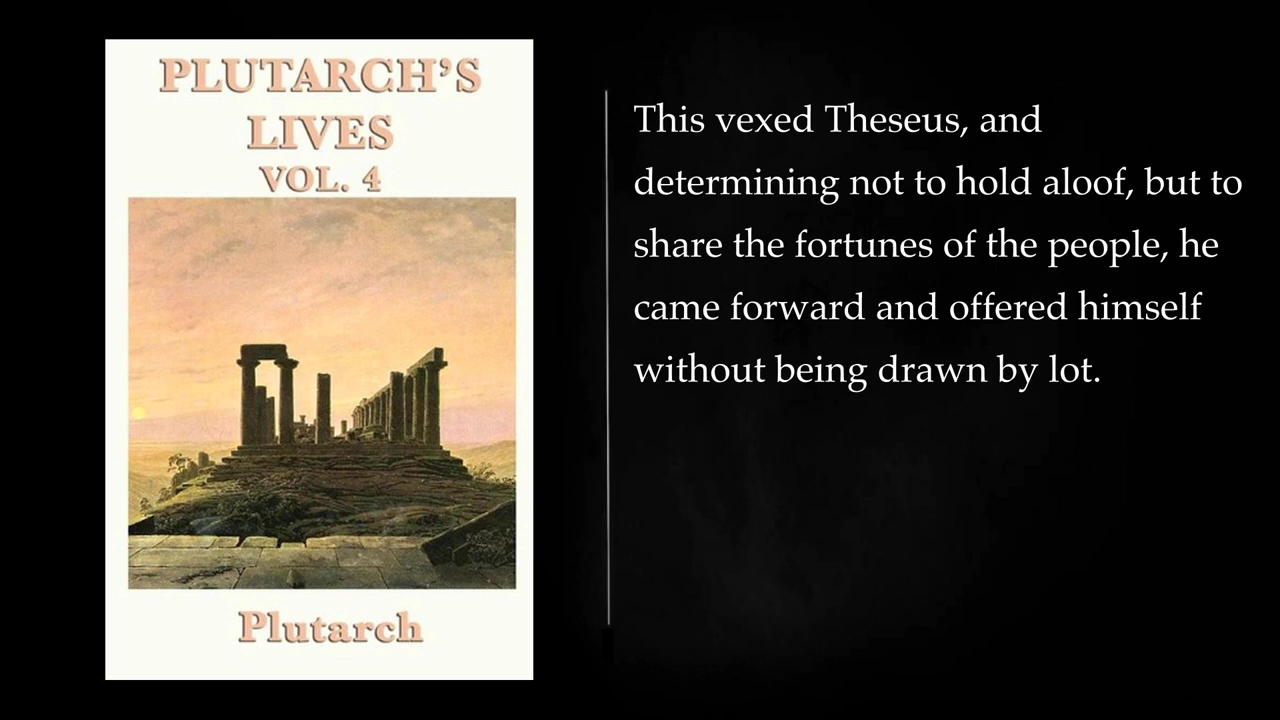 PLUTARCH'S
LIVES
VOL. 4
Plutarch
This vexed Theseus, and
determining not to hold aloof, but to
share the fortunes of the people, he
came forward and offered himself
without being drawn by lot.